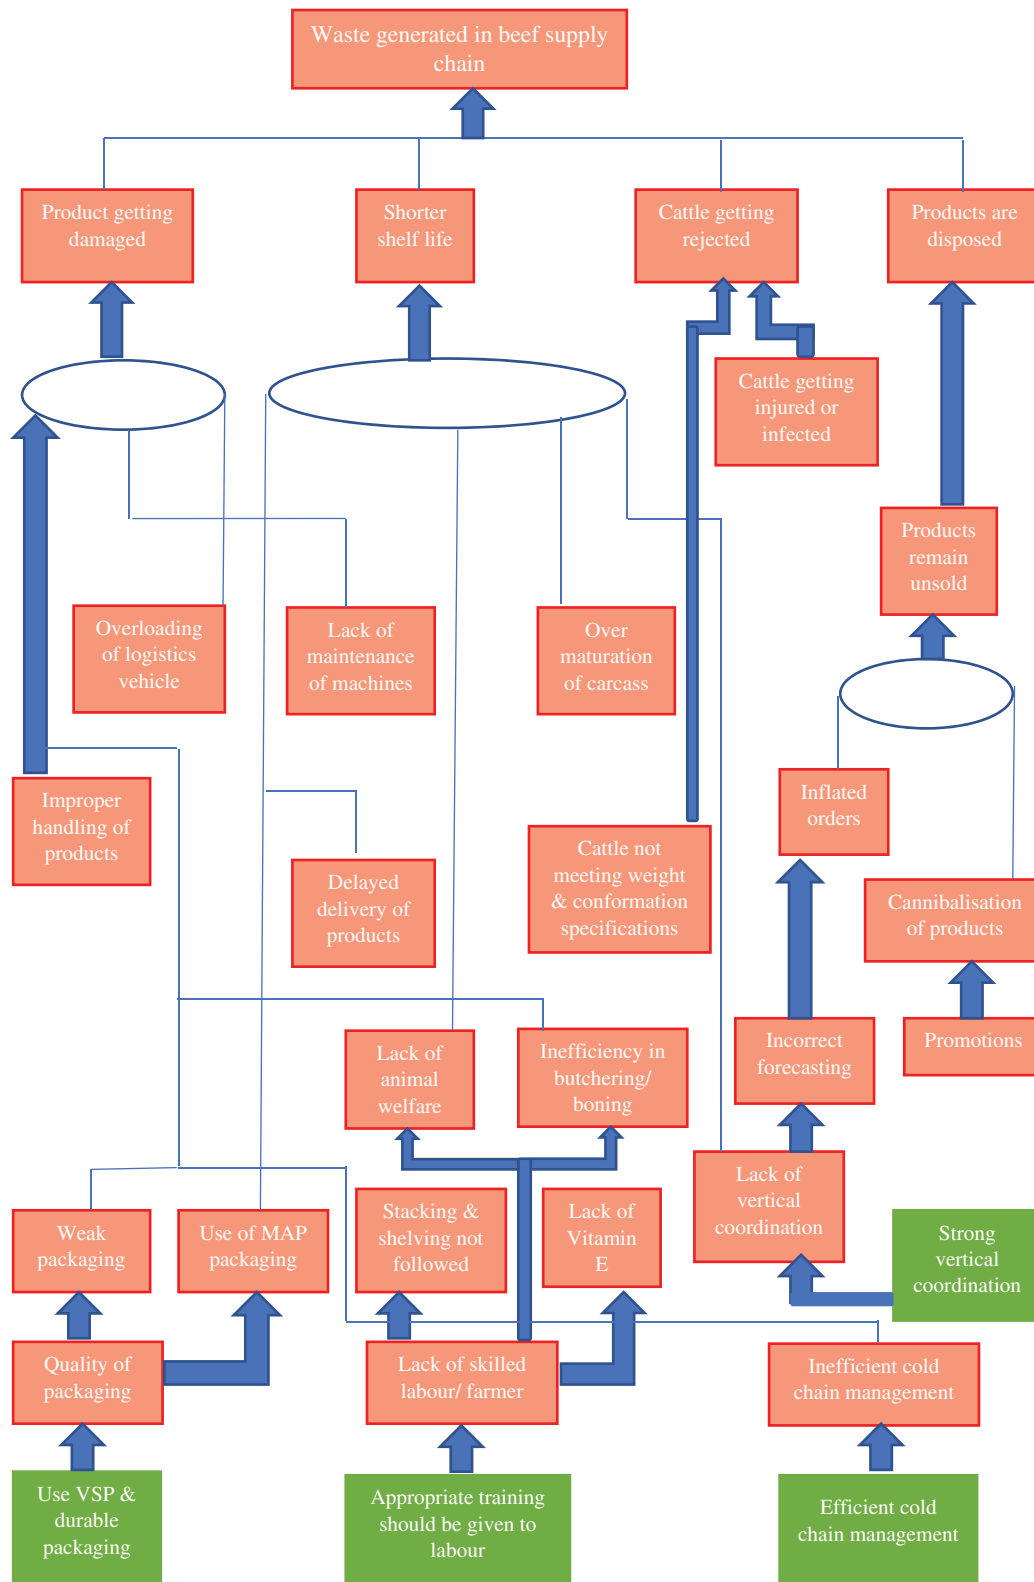 Waste generated in beef supply
chain
Product getting
damaged
Shorter
shelf life
Cattle getting
rejected
Products are
disposed
Cattle getting
injured or
infected
Products
remain
unsold
Overloading
of logistics
vehicle
Lack of
maintenance
of machines
Over
maturation
of carcass
Improper
handling of
products
Inflated
orders
Delayed
delivery of
products
Cattle not
meeting weight
& conformation
specifications
Cannibalisation
of products
Lack of
animal
welfare
Inefficiency in
butchering/
boning
Incorrect
forecasting
Promotions
Weak
packaging
Use of MAP
packaging
Stacking &
shelving not
followed
Lack of
Vitamin
E
Lack of
vertical
coordination
Strong
vertical
coordination
Quality of
packaging
Lack of skilled
labour/ farmer
Inefficient cold
chain management
Use VSP &
durable
packaging
Appropriate training
should be given to
labour
Efficient cold
chain management